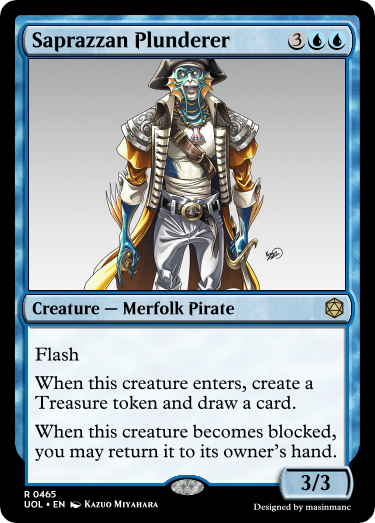 Saprazzan Plunderer 3
Creature — Merfolk Pirate
Flash
When this creature enters, create a
Treasure token and draw a card.
When this creature becomes blocked,
you may return it to its owner's hand.
3/3
R 0465
UOL • EN Kazuo Miyahara
Designed by masinmanc